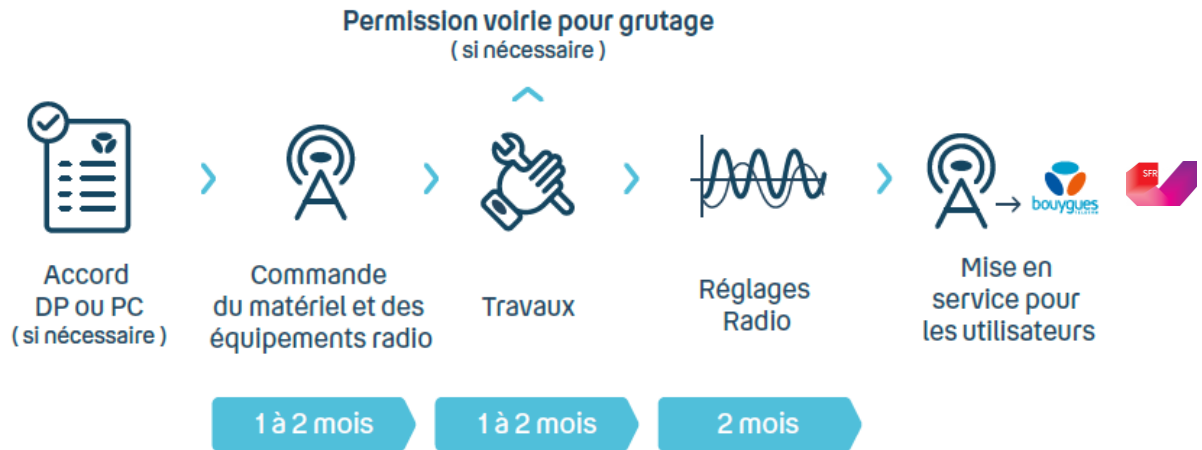 Permission voirie pour grutage
( si nécessaire )
SFR
bouygues
TELECOM
Accord
DP ou PC
( si nécessaire )
Commande
du matériel et des
équipements radio
Travaux
Réglages
Radio
Mise en
service pour
les utilisateurs
1 à 2 mois
1 à 2 mois
2 mois